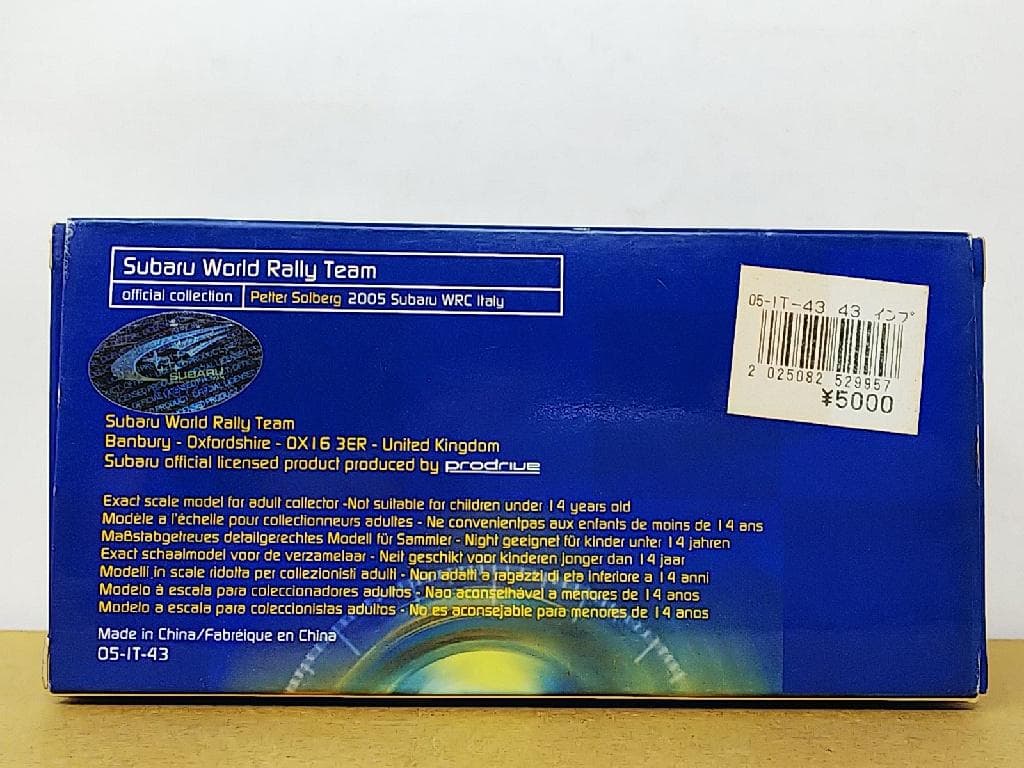 Subaru World Rally Team
official collection Petter Solberg 2005 Subaru WRC Italy
SUBARU
05-IT-43 43 インプ
2 025082 529957
¥5000
Subaru World Rally Team
Banbury - Oxfordshire - OX16 3ER - United Kingdom
Subaru official licensed product produced by prodrive
Exact scale model for adult collector -Not suitable for children under 14 years old
Modèle a l'échelle pour collectionneurs adultes - Ne convenientpas aux enfants de moins de 14 ans
Maßstabgetreues detailgerechtes Modell für Sammler - Night geeignet für kinder unter 14 jahren
Exact schaalmodel voor de verzamelaar - Neit geschikt voor kinderen jonger dan 14 jaar
Modelli in scale ridotta per collezionisti adulti - Non adatti a ragazzi di eta inferiore a 14 anni
Modelo è escala para coleccionadores adultos - Nao aconselhável a menores de 14 anos
Modelo a escala para coleccionistas adultos - No es aconsejable para menores de 14 anos
Made in China/Fabréique en China
05-IT-43